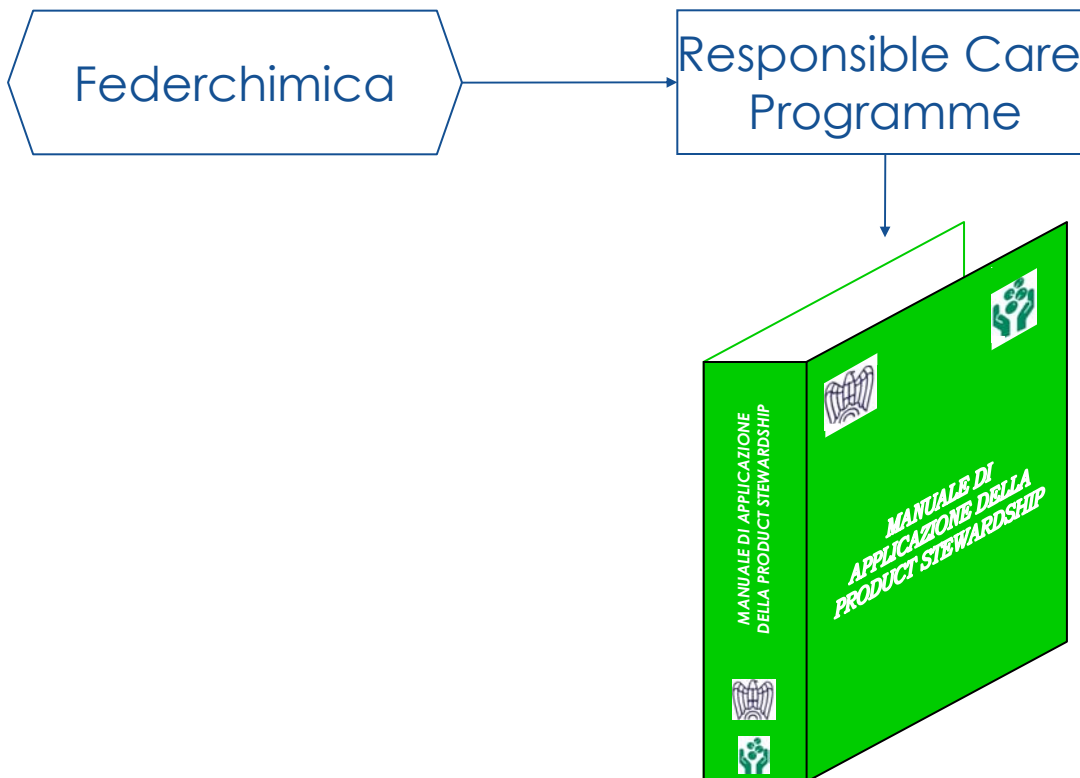 Federchimica
Responsible Care
Programme
MANUALE DI APPLICAZIONE
DELLA PRODUCT STEWARDSHIP
MANUALE DI
APPLICAZIONE DELLA
PRODUCT STEWARDSHIP